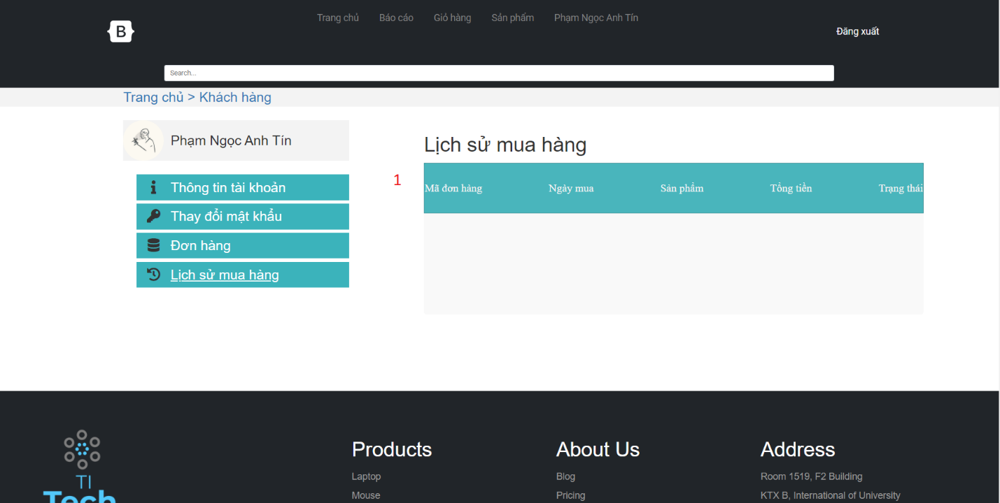 Trang chủ Báo cáo Giỏ hàng Sản phẩm Phạm Ngọc Anh Tín
B
Đăng xuất
Search...
Trang chủ > Khách hàng
Phạm Ngọc Anh Tín
Thông tin tài khoản
Thay đổi mật khẩu
Đơn hàng
Lịch sử mua hàng
Lịch sử mua hàng
1
Mã đơn hàng Ngày mua Sản phẩm Tổng tiền Trạng thái
TI
Tech
Products
Laptop
Mouse
About Us
Blog
Pricing
Address
Room 1519, F2 Building
KTX B, International of University